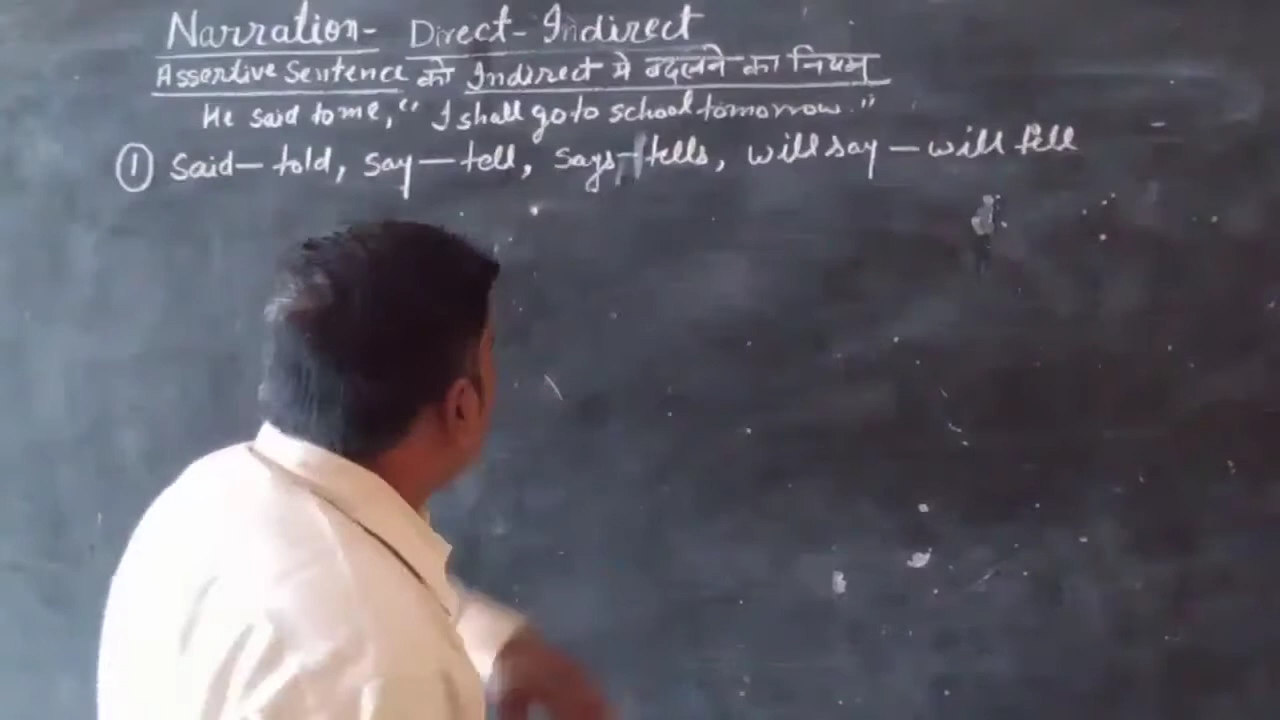 Narration- Direct-Indirect
Assertive Sentence को Indirect मे बदलने का नियम
He said to me, “I shall go to school tomorrow.”
① Said—told, say—tell, says—tells, will say—will tell